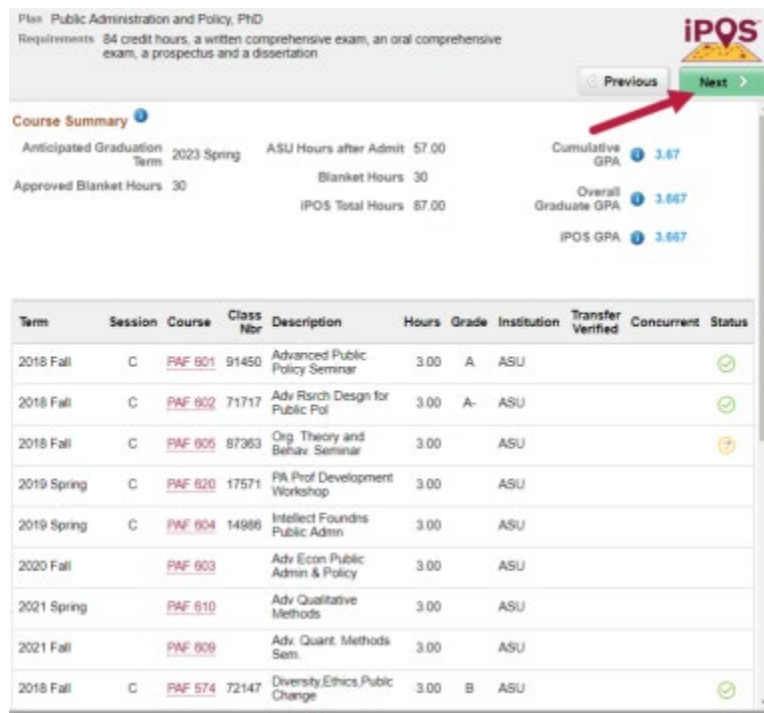 Plan Public Administration and Policy, PhD
Requirements 84 credit hours, a written comprehensive exam, an oral comprehensive
exam, a prospectus and a dissertation
iPOS
Previous
Next
Course Summary
Anticipated Graduation
Term 2023 Spring
Approved Blanket Hours 30
ASU Hours after Admit 57.00
Blanket Hours 30
iPOS Total Hours 87.00
Cumulative
GPA 3.67
Overall
Graduate GPA 3.667
iPOS GPA 3.667
Term Session Course Class Nbr Description Hours Grade Institution Transfer Verified Concurrent Status
2018 Fall C PAF 601 91450 Advanced Public
Policy Seminar 3.00 A ASU
2018 Fall C PAF 602 71717 Adv Rsrch Desgn for
Public Pol 3.00 A- ASU
2018 Fall C PAF 605 87363 Org. Theory and
Behav. Seminar 3.00 ASU
2019 Spring C PAF 620 17571 PA Prof Development
Workshop 3.00 ASU
2019 Spring C PAF 604 14986 Intellect Foundns
Public Admn 3.00 ASU
2020 Fall PAF 603 Adv Econ Public
Admin & Policy 3.00 ASU
2021 Spring PAF 610 Adv Qualitative
Methods 3.00 ASU
2021 Fall PAF 609 Adv. Quant. Methods
Sem. 3.00 ASU
2018 Fall C PAF 574 72147 Diversity,Ethics,Publc
Change 3.00 B ASU